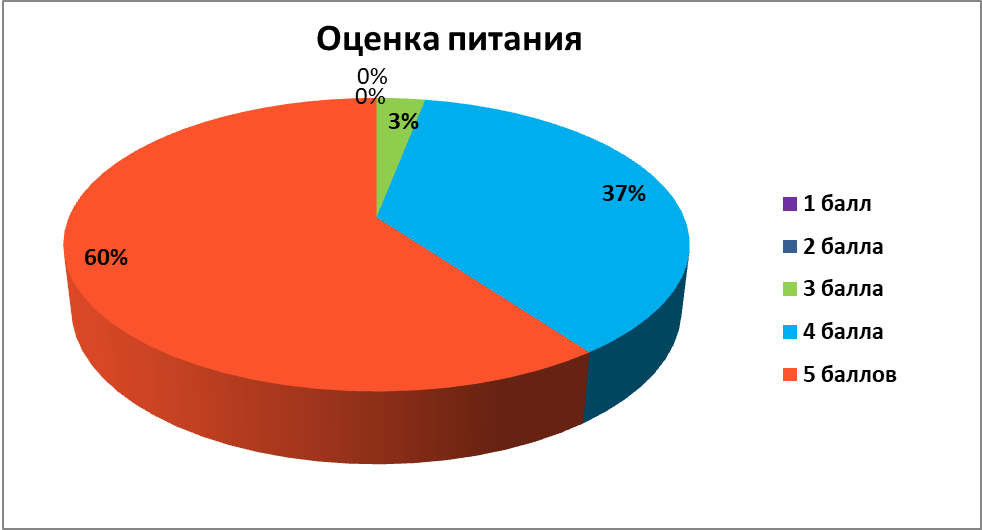 Оценка питания
0%
0%
3%
37%
60%
1 балл
2 балла
3 балла
4 балла
5 баллов